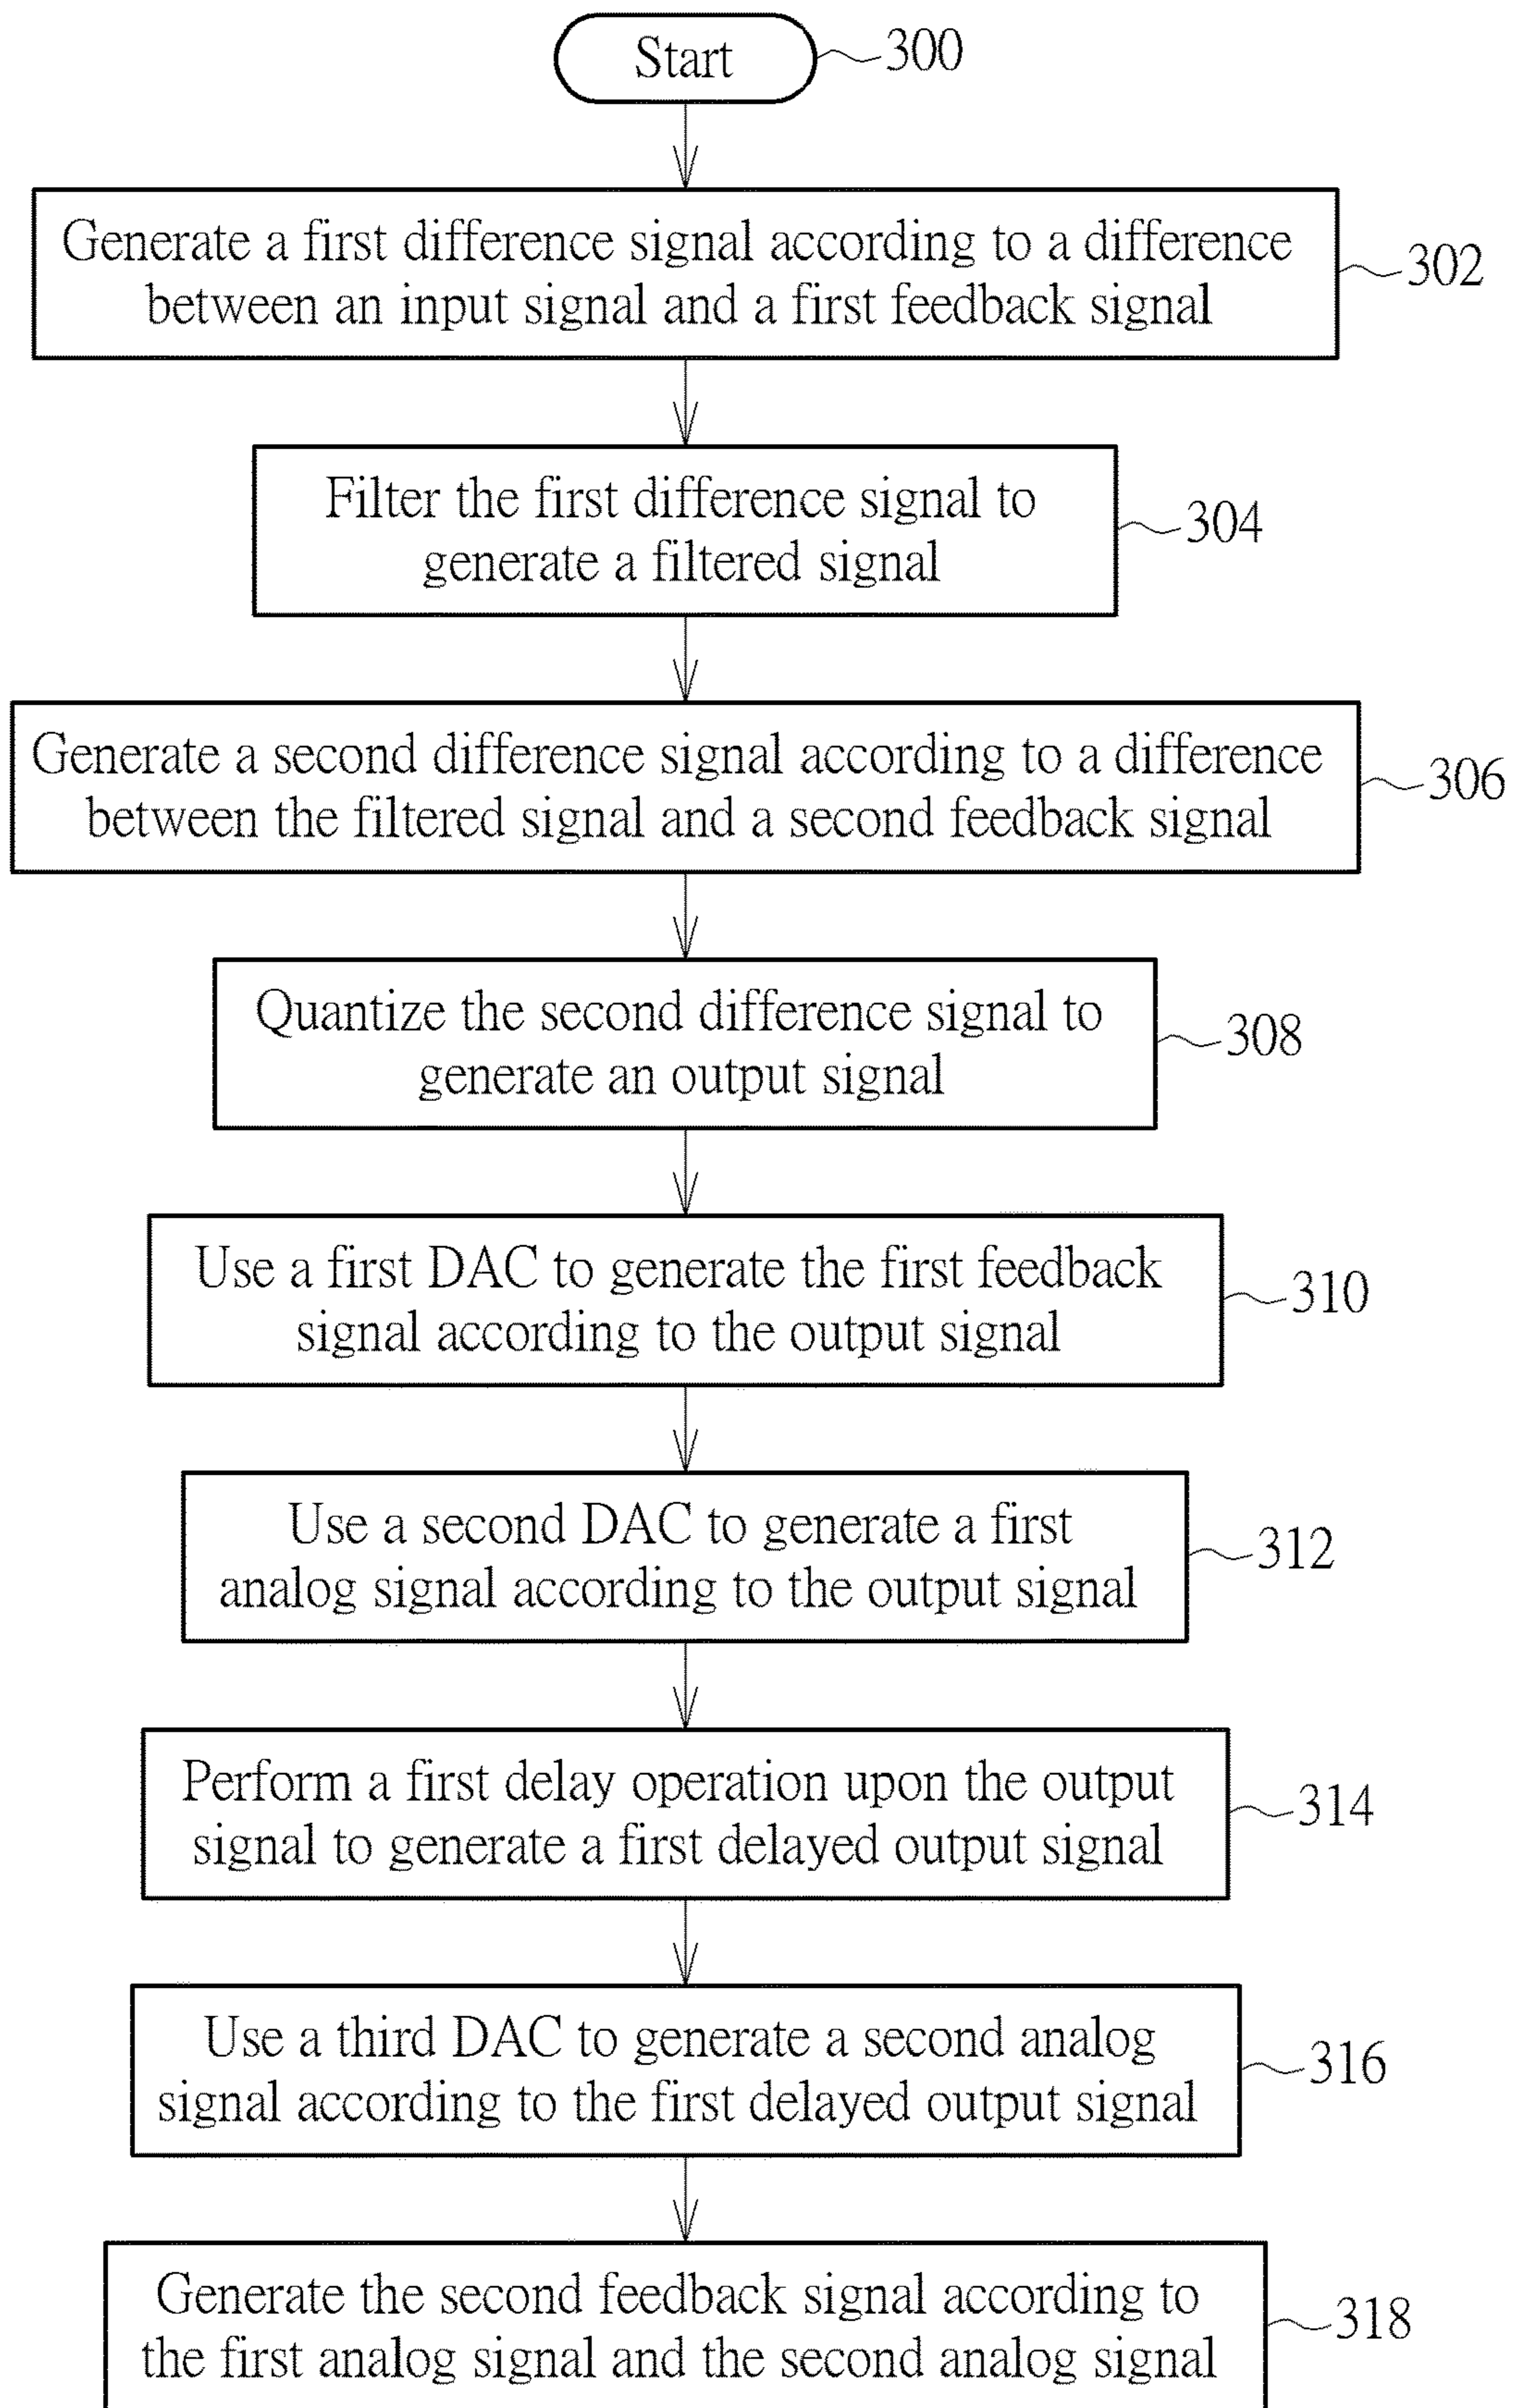 Start
300
Generate a first difference signal according to a difference
between an input signal and a first feedback signal
302
Filter the first difference signal to
generate a filtered signal
304
Generate a second difference signal according to a difference
between the filtered signal and a second feedback signal
306
Quantize the second difference signal to
generate an output signal
308
Use a first DAC to generate the first feedback
signal according to the output signal
310
Use a second DAC to generate a first
analog signal according to the output signal
312
Perform a first delay operation upon the output
signal to generate a first delayed output signal
314
Use a third DAC to generate a second analog
signal according to the first delayed output signal
316
Generate the second feedback signal according to
the first analog signal and the second analog signal
318